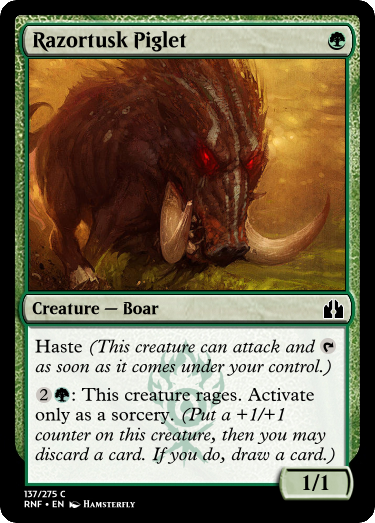 Razortusk Piglet
Creature — Boar
Haste (This creature can attack and
as soon as it comes under your control.)
2 : This creature rages. Activate
only as a sorcery. (Put a +1/+1
counter on this creature, then you may
discard a card. If you do, draw a card.)
1/1
137/275 C
RNF • EN Hamsterfly